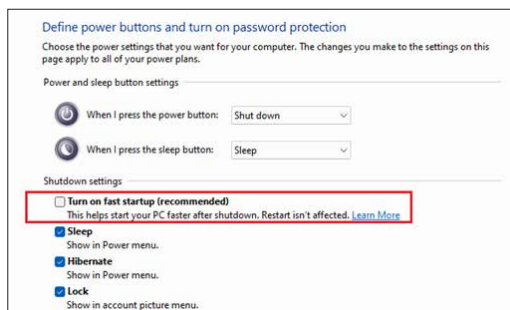 Define power buttons and turn on password protection
Choose the power settings that you want for your computer. The changes you make to the settings on this
page apply to all of your power plans.
Power and sleep button settings
When I press the power button: Shut down
When I press the sleep button: Sleep
Shutdown settings
Turn on fast startup (recommended)
This helps start your PC faster after shutdown. Restart isn't affected. Learn More
Sleep
Show in Power menu.
Hibernate
Show in Power menu.
Lock
Show in account picture menu.